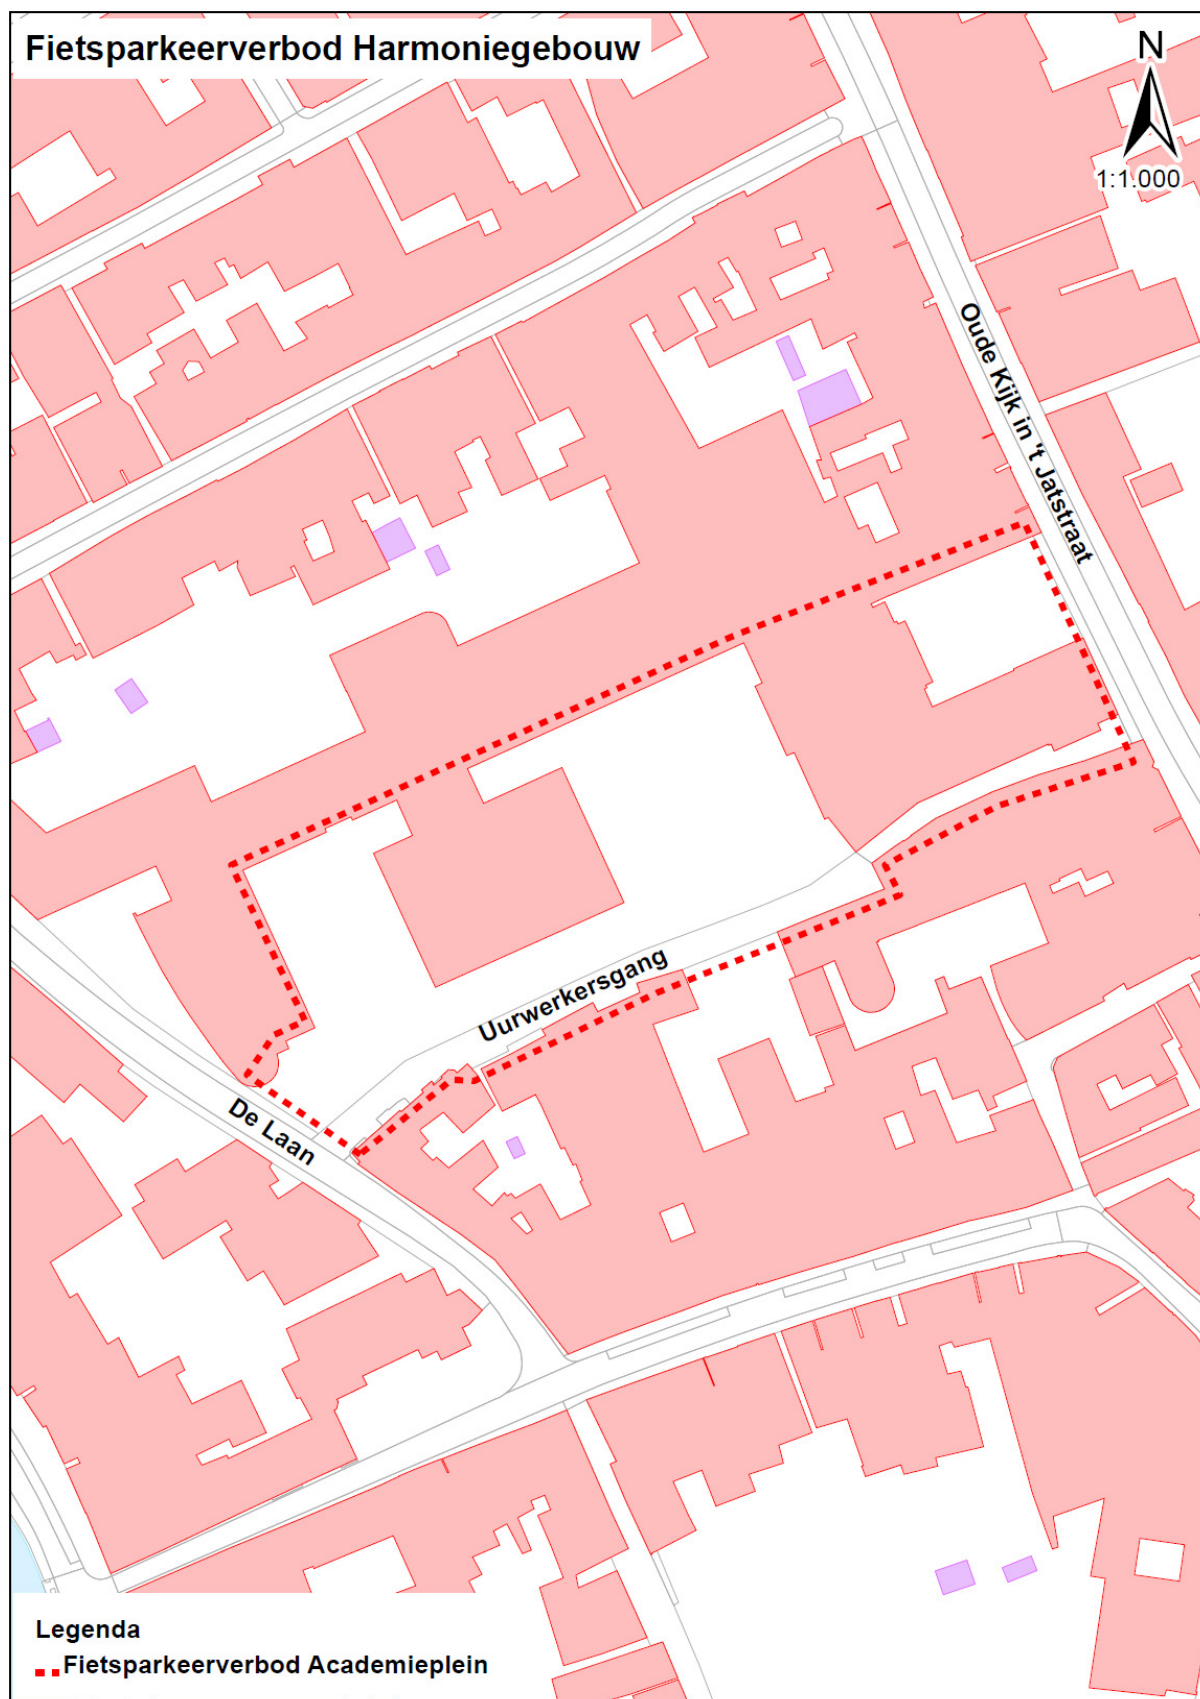 Fietsparkeerverbod Harmoniegebouw
N
1:1.000
Oude Kijk in 't Jatstraat
Uurwerkersgang
De Laan
Legenda
Fietsparkeerverbod Academieplein